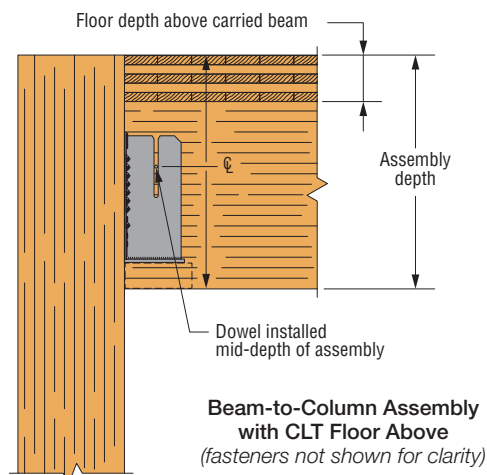 Floor depth above carried beam
Assembly
depth
℄
Dowel installed
mid-depth of assembly
Beam-to-Column Assembly
with CLT Floor Above
(fasteners not shown for clarity)